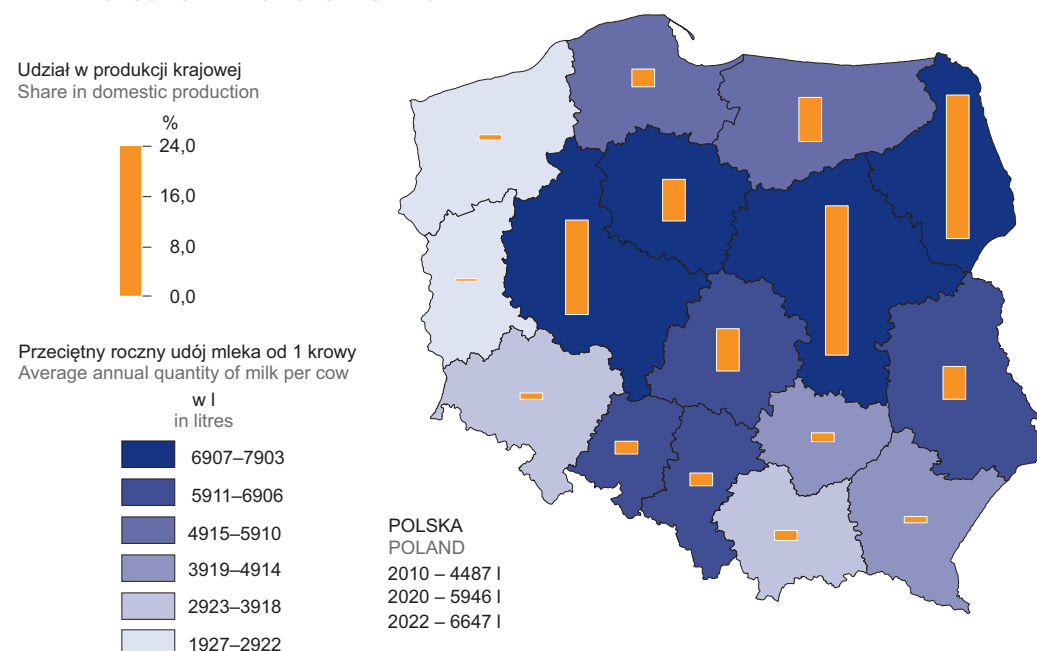 Udział w produkcji krajowej
Share in domestic production
%
24,0
16,0
8,0
0,0
Przeciętny roczny udój mleka od 1 krowy
Average annual quantity of milk per cow
w l
in litres
6907–7903
5911–6906
4915–5910
3919–4914
2923–3918
1927–2922
POLSKA
POLAND
2010 – 4487 l
2020 – 5946 l
2022 – 6647 l